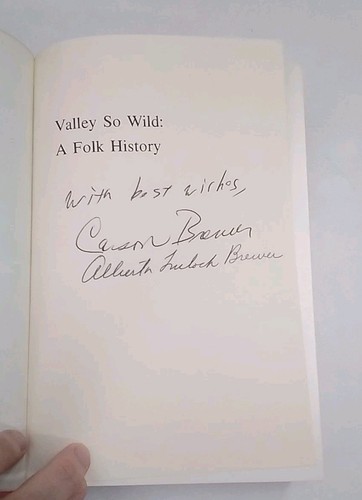 Valley So Wild:
A Folk History
With best wishes,
Carson Brewer
Alberta Trulock Brewer